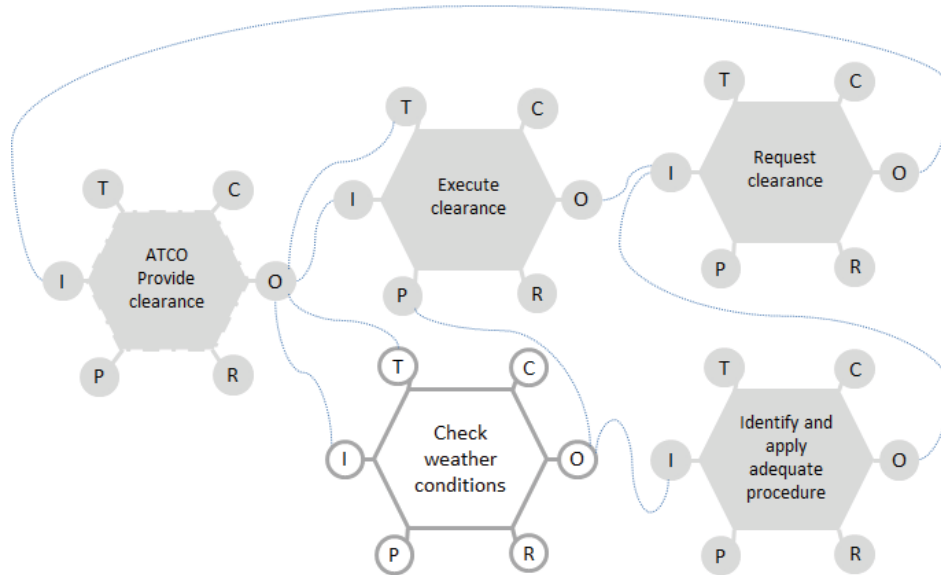 T
C
T
C
I
Request
clearance
O
I
Execute
clearance
O
T
C
P
R
I
ATCO
Provide
clearance
O
P
R
P
R
T
C
T
C
I
Check
weather
conditions
O
I
Identify and
apply
adequate
procedure
O
P
R
P
R